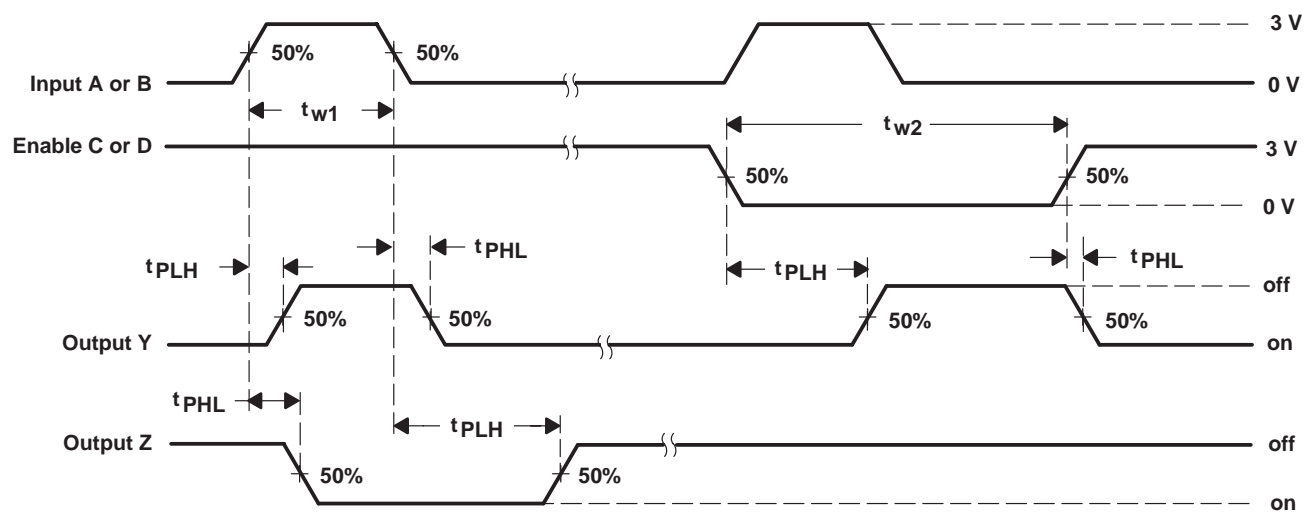 3 V
50%
50%
Input A or B
0 V
tw1
tw2
Enable C or D
3 V
50%
50%
0 V
tPLH
tPHL
tPLH
tPHL
off
50%
50%
50%
50%
Output Y
on
tPHL
tPLH
Output Z
off
50%
50%
on